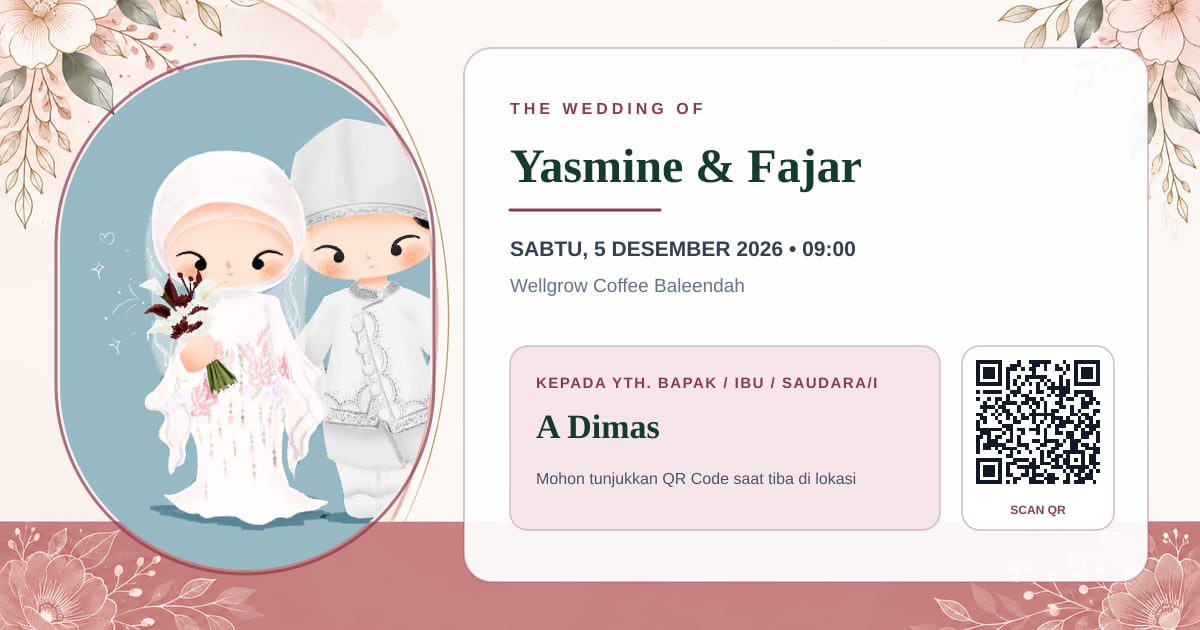 THE WEDDING OF
Yasmine & Fajar
SABTU, 5 DESEMBER 2026 • 09:00
Wellgrow Coffee Baleendah
KEPADA YTH. BAPAK / IBU / SAUDARA/I
A Dimas
Mohon tunjukkan QR Code saat tiba di lokasi
SCAN QR